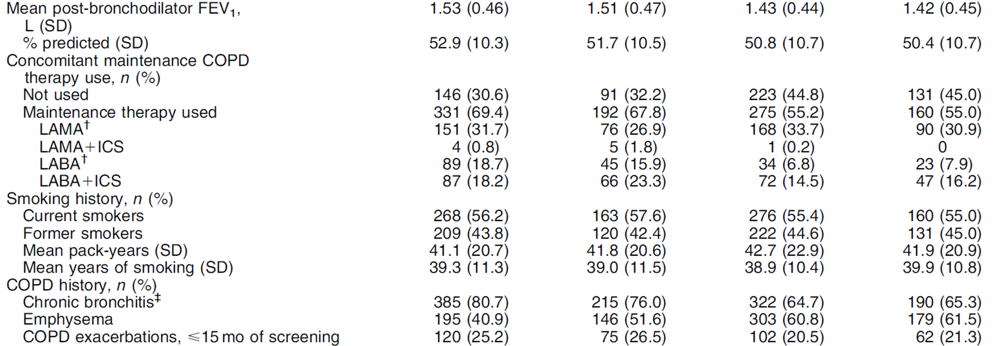 Mean post-bronchodilator FEV1, 1.53 (0.46) 1.51 (0.47) 1.43 (0.44) 1.42 (0.45)
L (SD)
% predicted (SD) 52.9 (10.3) 51.7 (10.5) 50.8 (10.7) 50.4 (10.7)
Concomitant maintenance COPD
therapy use, n (%)
Not used 146 (30.6) 91 (32.2) 223 (44.8) 131 (45.0)
Maintenance therapy used 331 (69.4) 192 (67.8) 275 (55.2) 160 (55.0)
LAMA† 151 (31.7) 76 (26.9) 168 (33.7) 90 (30.9)
LAMA+ICS 4 (0.8) 5 (1.8) 1 (0.2) 0
LABA† 89 (18.7) 45 (15.9) 34 (6.8) 23 (7.9)
LABA+ICS 87 (18.2) 66 (23.3) 72 (14.5) 47 (16.2)
Smoking history, n (%)
Current smokers 268 (56.2) 163 (57.6) 276 (55.4) 160 (55.0)
Former smokers 209 (43.8) 120 (42.4) 222 (44.6) 131 (45.0)
Mean pack-years (SD) 41.1 (20.7) 41.8 (20.6) 42.7 (22.9) 41.9 (20.9)
Mean years of smoking (SD) 39.3 (11.3) 39.0 (11.5) 38.9 (10.4) 39.9 (10.8)
COPD history, n (%)
Chronic bronchitis‡ 385 (80.7) 215 (76.0) 322 (64.7) 190 (65.3)
Emphysema 195 (40.9) 146 (51.6) 303 (60.8) 179 (61.5)
COPD exacerbations, ⩽15 mo of screening 120 (25.2) 75 (26.5) 102 (20.5) 62 (21.3)